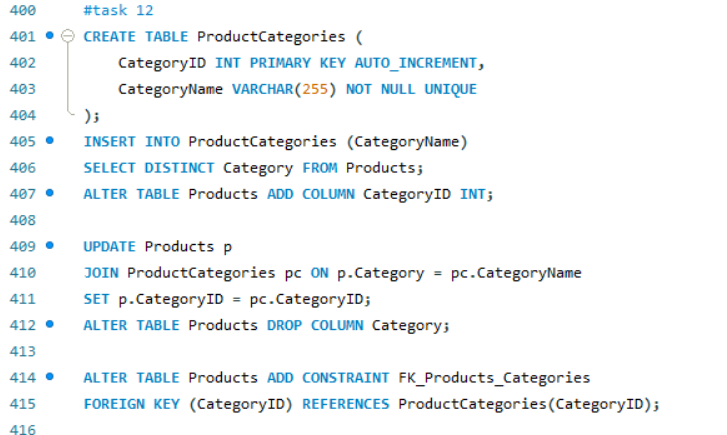 400 #task 12
401 CREATE TABLE ProductCategories (
402 CategoryID INT PRIMARY KEY AUTO_INCREMENT,
403 CategoryName VARCHAR(255) NOT NULL UNIQUE
404 );
405 INSERT INTO ProductCategories (CategoryName)
406 SELECT DISTINCT Category FROM Products;
407 ALTER TABLE Products ADD COLUMN CategoryID INT;
408
409 UPDATE Products p
410 JOIN ProductCategories pc ON p.Category = pc.CategoryName
411 SET p.CategoryID = pc.CategoryID;
412 ALTER TABLE Products DROP COLUMN Category;
413
414 ALTER TABLE Products ADD CONSTRAINT FK_Products_Categories
415 FOREIGN KEY (CategoryID) REFERENCES ProductCategories(CategoryID);
416